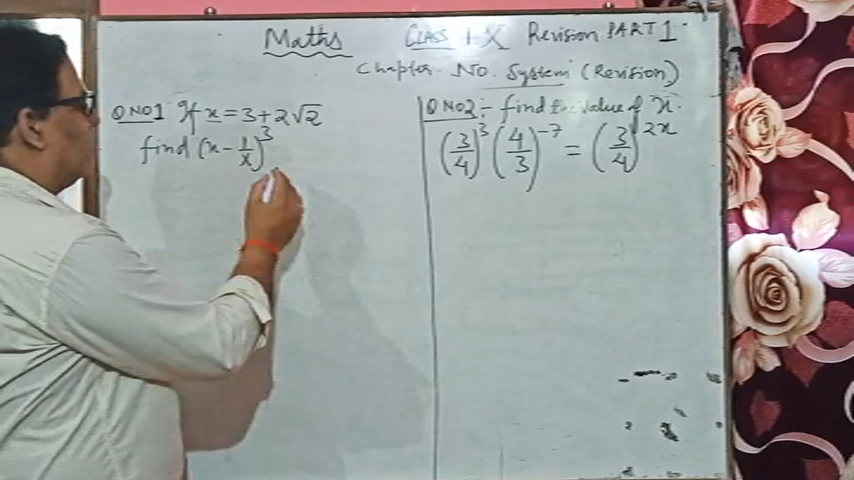 Maths CLASS IX Revision PART 1
Chapter. No. System (Revision)
Q NO1 If x = 3+2√2
find (x - 1/x)^3
Q NO2 :- find the value of x.
(3/4)^3 (4/3)^-7 = (3/4)^2x